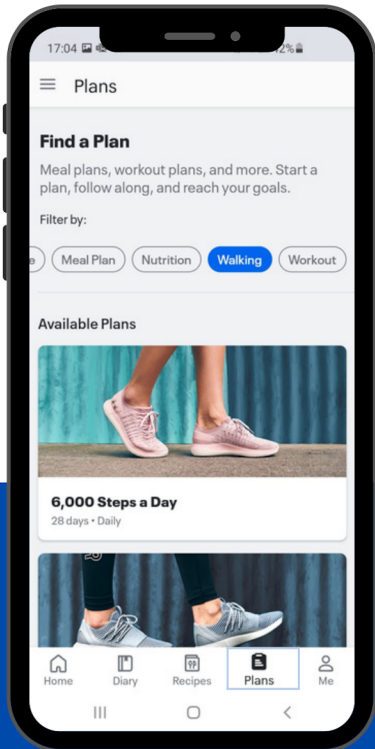 17:04
2%
Plans
Find a Plan
Meal plans, workout plans, and more. Start a
plan, follow along, and reach your goals.
Filter by:
e Meal Plan Nutrition Walking Workout
Available Plans
6,000 Steps a Day
28 days • Daily
Home Diary Recipes Plans Me